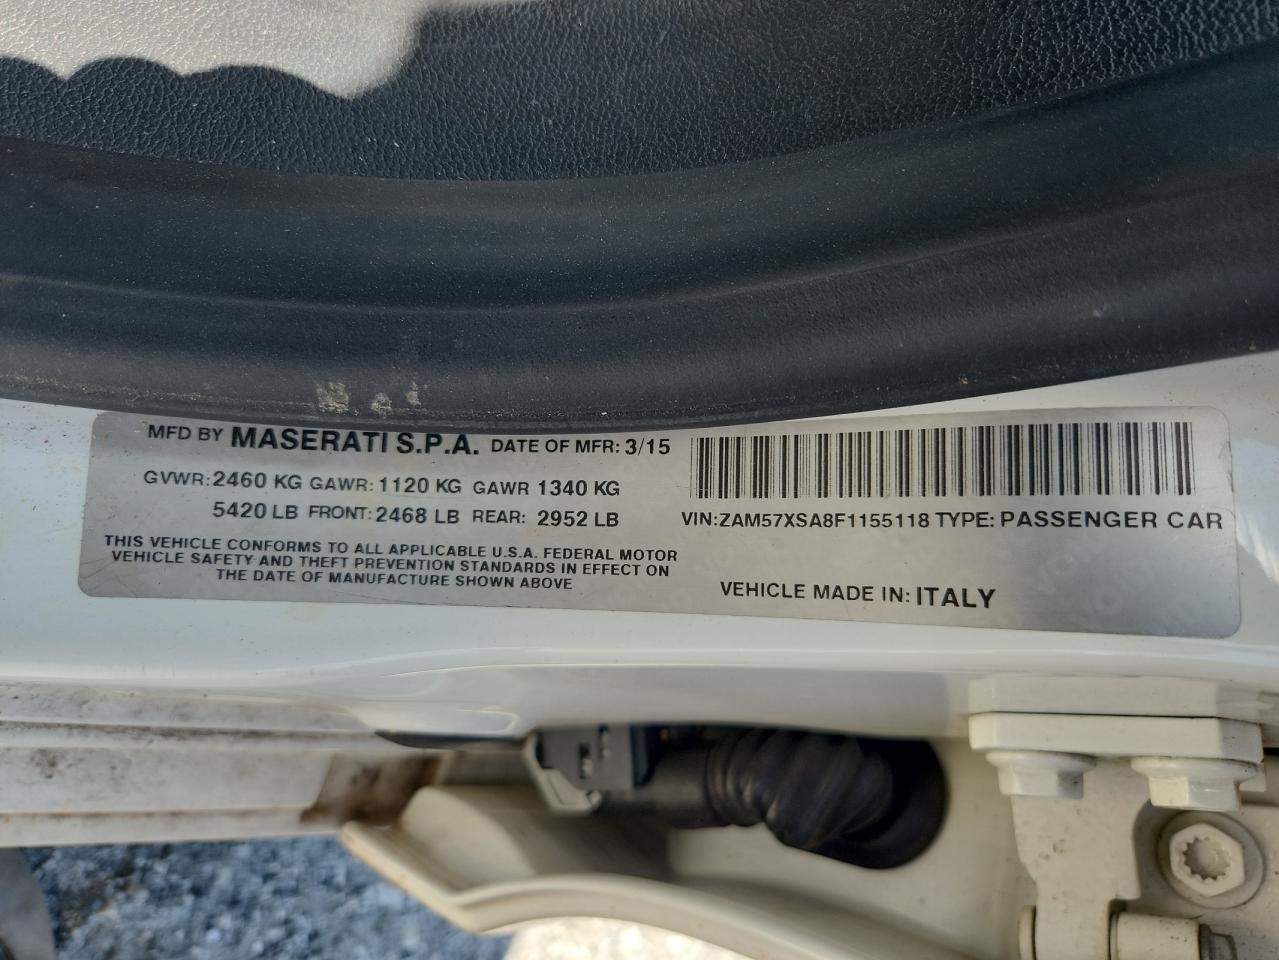 MFD BY MASERATI S.P.A. DATE OF MFR: 3/15
GVWR: 2460 KG GAWR: 1120 KG GAWR 1340 KG
5420 LB FRONT: 2468 LB REAR: 2952 LB
THIS VEHICLE CONFORMS TO ALL APPLICABLE U.S.A. FEDERAL MOTOR
VEHICLE SAFETY AND THEFT PREVENTION STANDARDS IN EFFECT ON
THE DATE OF MANUFACTURE SHOWN ABOVE
VIN:ZAM57XSA8F1155118 TYPE: PASSENGER CAR
VEHICLE MADE IN: ITALY